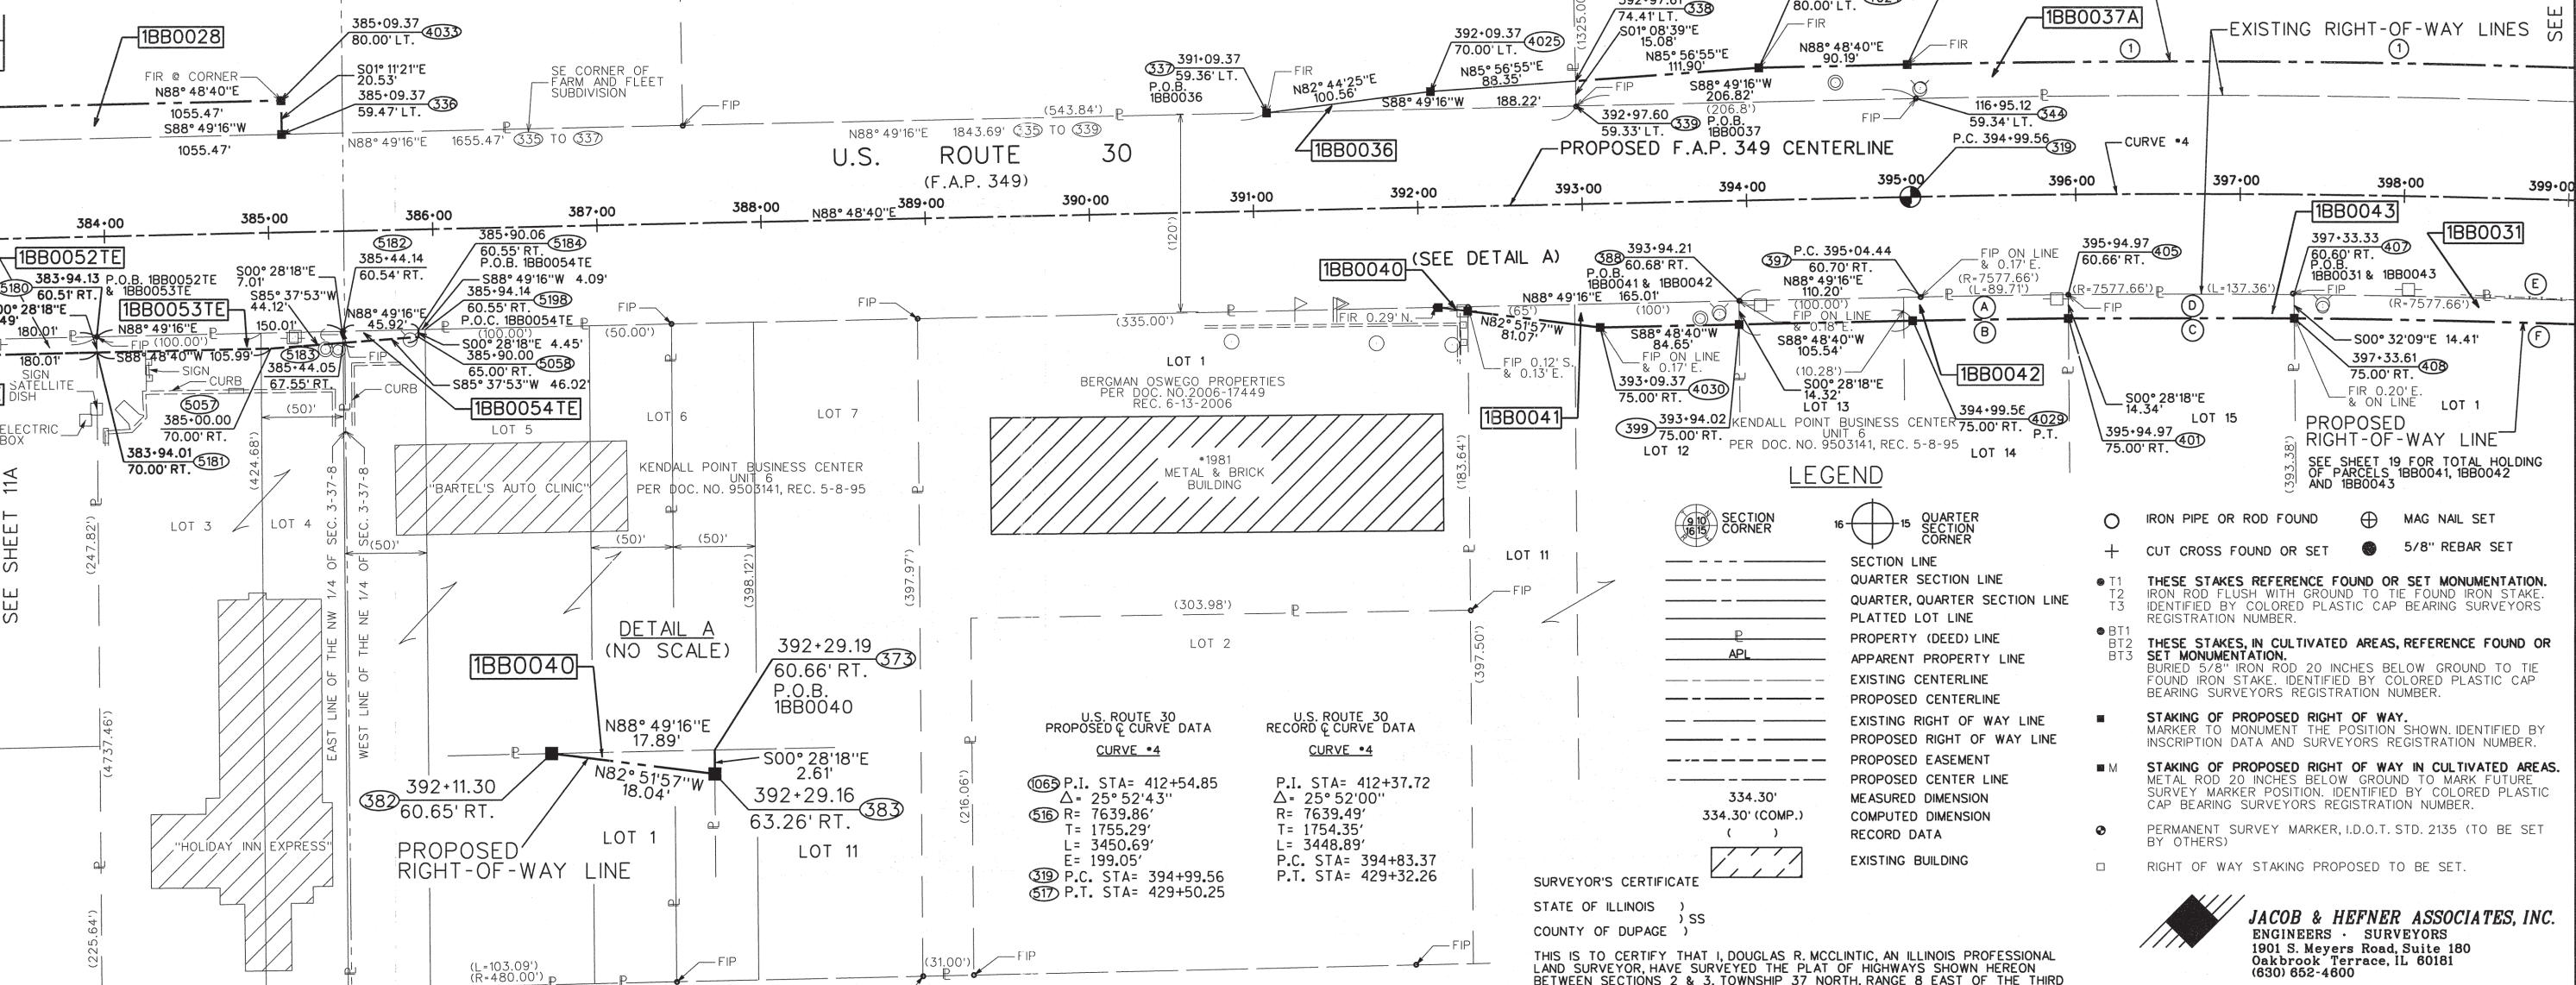 1BB0028
385+09.37
80.00' LT.
4033
FIR @ CORNER
N88° 48'40"E
1055.47'
S88° 49'16"W
1055.47'
S01° 11'21"E
20.53'
385+09.37
59.47' LT.
336
SE CORNER OF
FARM AND FLEET
SUBDIVISION
FIP
N88° 49'16"E 1655.47' 335 TO 337
(543.84')
N88° 49'16"E 1843.69' 335 TO 339
U.S. ROUTE 30
(F.A.P. 349)
337
391+09.37
59.36' LT.
P.O.B.
1BB0036
FIR
N82° 44'25"E
100.56'
392+09.37
70.00' LT.
4025
N85° 56'55"E
88.35'
S88° 49'16"W 188.22'
1BB0036
74.41' LT.
338
S01° 08'39"E
15.08'
FIP
392+97.60
59.33' LT.
339
P.O.B.
1BB0037
N85° 56'55"E
111.90'
S88° 49'16"W
206.82'
(206.8')
80.00' LT.
FIR
N88° 48'40"E
90.19'
FIR
1BB0037A
EXISTING RIGHT-OF-WAY LINES
1
1
SEE
FIP
116+95.12
59.34' LT.
344
PROPOSED F.A.P. 349 CENTERLINE
P.C. 394+99.56
319
CURVE #4
384+00
385+00
386+00
387+00
388+00
N88° 48'40"E
389+00
390+00
391+00
392+00
393+00
394+00
395+00
396+00
397+00
398+00
399+00
(120')
1BB0052TE
5180
383+94.13
60.51' RT.
P.O.B. 1BB0052TE
& 1BB0053TE
1BB0053TE
S00° 28'18"E
7.01'
S85° 37'53"W
44.12'
5182
385+44.14
60.54' RT.
385+90.06
60.55' RT.
5184
P.O.B. 1BB0054TE
S88° 49'16"W 4.09'
385+94.14
60.55' RT.
5198
P.O.C. 1BB0054TE
(100.00')
S00° 28'18"E 4.45'
385+90.00
65.00' RT.
5058
S85° 37'53"W 46.02'
1BB0054TE
180.01'
180.01'
N88° 49'16"E
(100.00')
150.01'
S88° 48'40"W 105.99'
N88° 49'16"E
45.92'
FIP
5183
385+44.05
67.55' RT.
SIGN
SATELLITE
DISH
SIGN
CURB
CURB
ELECTRIC
BOX
5057
385+00.00
70.00' RT.
(50)'
383+94.01
70.00' RT.
5181
SEE SHEET 11A
(247.82')
(424.68')
(4737.46')
(225.64')
LOT 3
LOT 4
EAST LINE OF THE NW 1/4 OF SEC. 3-37-8
WEST LINE OF THE NE 1/4 OF SEC. 3-37-8
"HOLIDAY INN EXPRESS"
LOT 5
"BARTEL'S AUTO CLINIC"
LOT 6
LOT 7
KENDALL POINT BUSINESS CENTER
UNIT 6
PER DOC. NO. 9503141, REC. 5-8-95
FIP
(50.00')
FIP
(50)'
(50)'
(50)'
(398.12')
(397.97')
(335.00')
LOT 1
BERGMAN OSWEGO PROPERTIES
PER DOC. NO.2006-17449
REC. 6-13-2006
*1981
METAL & BRICK
BUILDING
FIR 0.29' N.
1BB0040
(SEE DETAIL A)
(65')
N82° 51'57"W
81.07'
N88° 49'16"E 165.01'
(100')
FIP 0.12' S.
& 0.13' E.
1BB0041
(183.64')
388
393+94.21
60.68' RT.
P.O.B.
1BB0041 & 1BB0042
S88° 48'40"W
84.65'
FIP ON LINE
& 0.17' E.
393+09.37
75.00' RT.
4030
399
393+94.02
75.00' RT.
LOT 12
397
P.C. 395+04.44
60.70' RT.
N88° 49'16"E
110.20'
(100.00')
FIP ON LINE
& 0.18' E.
S88° 48'40"W
105.54'
(10.28')
S00° 28'18"E
14.32'
LOT 13
KENDALL POINT BUSINESS CENTER
UNIT 6
PER DOC. NO. 9503141, REC. 5-8-95
FIP ON LINE
& 0.17' E.
(R=7577.66')
(L=89.71')
A
B
1BB0042
394+99.56
75.00' RT.
4029
P.T.
LOT 14
395+94.97
60.66' RT.
405
(R=7577.66')
FIP
(L=137.36')
D
C
S00° 28'18"E
14.34'
LOT 15
395+94.97
75.00' RT.
401
1BB0043
397+33.33
60.60' RT.
407
P.O.B.
1BB0031 & 1BB0043
FIP
(R=7577.66')
1BB0031
E
F
S00° 32'09"E 14.41'
397+33.61
75.00' RT.
408
FIR 0.20' E.
& ON LINE
LOT 1
(393.38')
PROPOSED
RIGHT-OF-WAY LINE
SEE SHEET 19 FOR TOTAL HOLDING
OF PARCELS 1BB0041, 1BB0042
AND 1BB0043
LOT 11
FIP
(303.98')
LOT 2
(397.50')
(216.06')
(31.00')
FIP
FIP
FIP
(L=103.09')
(R=480.00')
DETAIL A
(NO SCALE)
1BB0040
392+29.19
60.66' RT.
373
P.O.B.
1BB0040
N88° 49'16"E
17.89'
S00° 28'18"E
2.61'
N82° 51'57"W
18.04'
382
392+11.30
60.65' RT.
392+29.16
63.26' RT.
383
LOT 1
LOT 11
PROPOSED
RIGHT-OF-WAY LINE
U.S. ROUTE 30
PROPOSED ℄ CURVE DATA
CURVE #4
1065 P.I. STA= 412+54.85
Δ= 25° 52'43"
516 R= 7639.86'
T= 1755.29'
L= 3450.69'
E= 199.05'
319 P.C. STA= 394+99.56
517 P.T. STA= 429+50.25
U.S. ROUTE 30
RECORD ℄ CURVE DATA
CURVE #4
P.I. STA= 412+37.72
Δ= 25° 52'00"
R= 7639.49'
T= 1754.35'
L= 3448.89'
P.C. STA= 394+83.37
P.T. STA= 429+32.26
LEGEND
9 10
16 15
SECTION
CORNER
16
15
QUARTER
SECTION
CORNER
SECTION LINE
QUARTER SECTION LINE
QUARTER, QUARTER SECTION LINE
PLATTED LOT LINE
PROPERTY (DEED) LINE
APL
APPARENT PROPERTY LINE
EXISTING CENTERLINE
PROPOSED CENTERLINE
EXISTING RIGHT OF WAY LINE
PROPOSED RIGHT OF WAY LINE
PROPOSED EASEMENT
PROPOSED CENTER LINE
334.30' MEASURED DIMENSION
334.30' (COMP.) COMPUTED DIMENSION
( ) RECORD DATA
EXISTING BUILDING
IRON PIPE OR ROD FOUND
MAG NAIL SET
CUT CROSS FOUND OR SET
5/8" REBAR SET
T1
T2
T3
THESE STAKES REFERENCE FOUND OR SET MONUMENTATION.
IRON ROD FLUSH WITH GROUND TO TIE FOUND IRON STAKE.
IDENTIFIED BY COLORED PLASTIC CAP BEARING SURVEYORS
REGISTRATION NUMBER.
BT1
BT2
BT3
THESE STAKES, IN CULTIVATED AREAS, REFERENCE FOUND OR
SET MONUMENTATION.
BURIED 5/8" IRON ROD 20 INCHES BELOW GROUND TO TIE
FOUND IRON STAKE. IDENTIFIED BY COLORED PLASTIC CAP
BEARING SURVEYORS REGISTRATION NUMBER.
STAKING OF PROPOSED RIGHT OF WAY.
MARKER TO MONUMENT THE POSITION SHOWN. IDENTIFIED BY
INSCRIPTION DATA AND SURVEYORS REGISTRATION NUMBER.
M
STAKING OF PROPOSED RIGHT OF WAY IN CULTIVATED AREAS.
METAL ROD 20 INCHES BELOW GROUND TO MARK FUTURE
SURVEY MARKER POSITION. IDENTIFIED BY COLORED PLASTIC
CAP BEARING SURVEYORS REGISTRATION NUMBER.
PERMANENT SURVEY MARKER, I.D.O.T. STD. 2135 (TO BE SET
BY OTHERS)
RIGHT OF WAY STAKING PROPOSED TO BE SET.
SURVEYOR'S CERTIFICATE
STATE OF ILLINOIS )
) SS
COUNTY OF DUPAGE )
THIS IS TO CERTIFY THAT I, DOUGLAS R. MCCLINTIC, AN ILLINOIS PROFESSIONAL
LAND SURVEYOR, HAVE SURVEYED THE PLAT OF HIGHWAYS SHOWN HEREON
BETWEEN SECTIONS 2 & 3, TOWNSHIP 37 NORTH, RANGE 8 EAST OF THE THIRD
JACOB & HEFNER ASSOCIATES, INC.
ENGINEERS · SURVEYORS
1901 S. Meyers Road, Suite 180
Oakbrook Terrace, IL 60181
(630) 652-4600